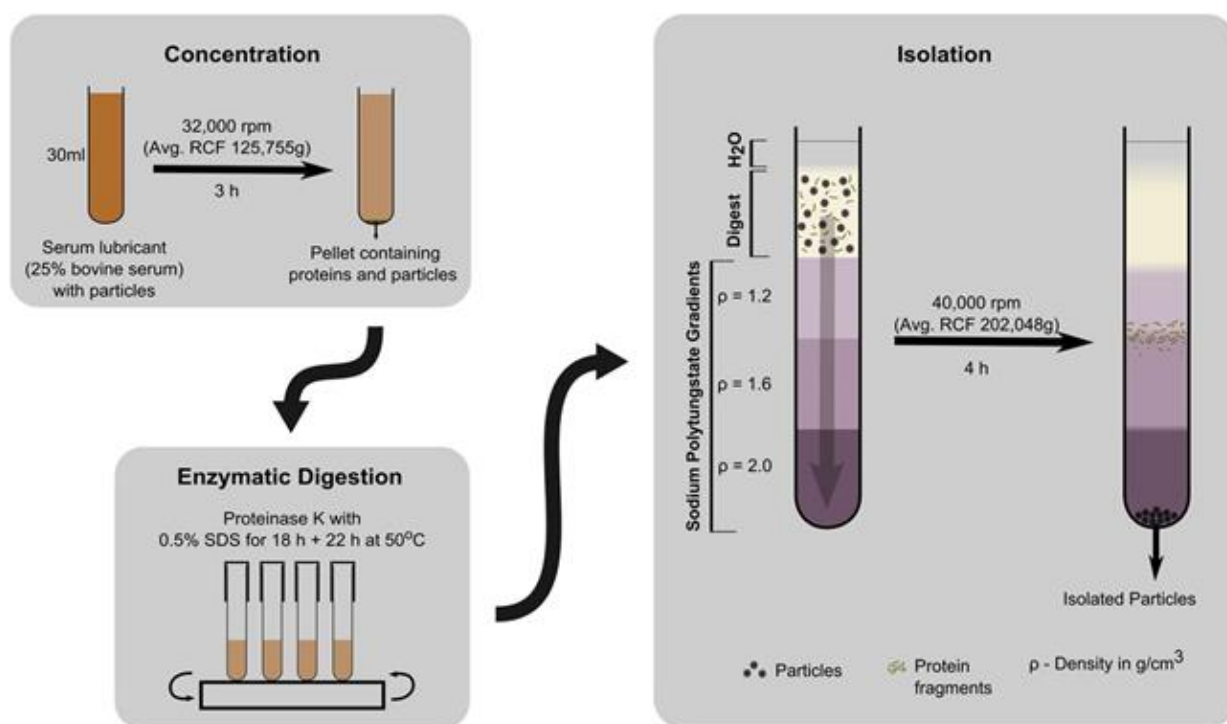 Concentration
30ml
32,000 rpm
(Avg. RCF 125,755g)
3 h
Serum lubricant
(25% bovine serum)
with particles
Pellet containing
proteins and particles
Enzymatic Digestion
Proteinase K with
0.5% SDS for 18 h + 22 h at 50⁰C
Isolation
H₂O
Digest
Sodium Polytungstate Gradients
ρ = 1.2
ρ = 1.6
ρ = 2.0
40,000 rpm
(Avg. RCF 202,048g)
4 h
Isolated Particles
Particles
Protein
fragments
ρ - Density in g/cm³